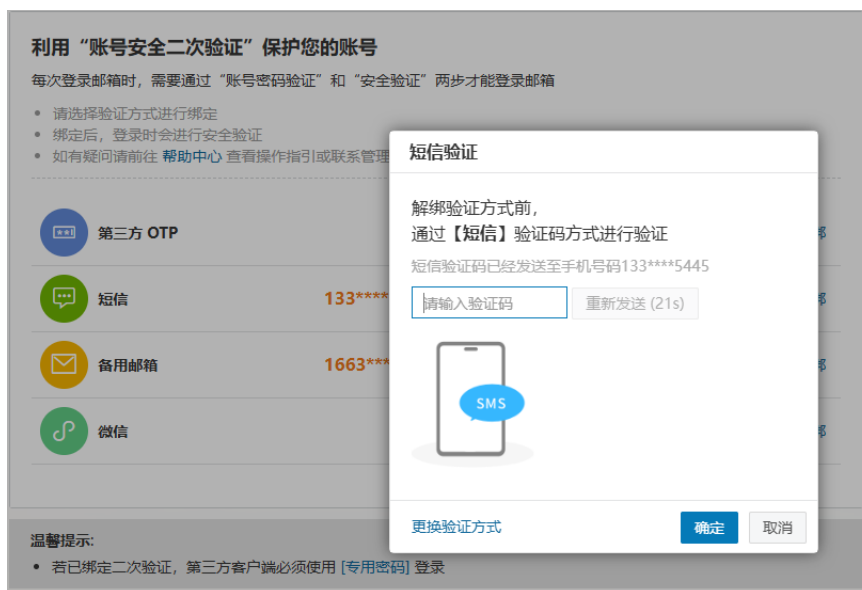 利用“账号安全二次验证”保护您的账号
每次登录邮箱时，需要通过“账号密码验证”和“安全验证”两步才能登录邮箱
• 请选择验证方式进行绑定
• 绑定后，登录时会进行安全验证
• 如有疑问请前往 帮助中心 查看操作指引或联系管理
第三方 OTP
短信 133****
备用邮箱 1663***
微信
短信验证
解绑验证方式前，
通过【短信】验证码方式进行验证
短信验证码已经发送至手机号码133****5445
请输入验证码 重新发送 (21s)
SMS
更换验证方式 确定 取消
温馨提示:
• 若已绑定二次验证，第三方客户端必须使用 [专用密码] 登录